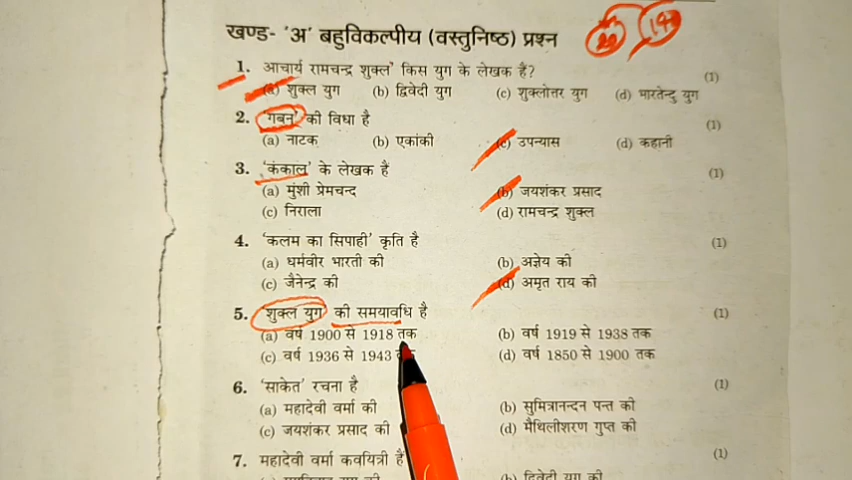 खण्ड- 'अ' बहुविकल्पीय (वस्तुनिष्ठ) प्रश्न
1. आचार्य रामचन्द्र शुक्ल' किस युग के लेखक हैं? (1)
(a) शुक्ल युग (b) द्विवेदी युग (c) शुक्लोत्तर युग (d) भारतेन्दु युग
2. 'गबन' की विधा है (1)
(a) नाटक (b) एकांकी (c) उपन्यास (d) कहानी
3. 'कंकाल' के लेखक हैं (1)
(a) मुंशी प्रेमचन्द (b) जयशंकर प्रसाद
(c) निराला (d) रामचन्द्र शुक्ल
4. 'कलम का सिपाही' कृति है (1)
(a) धर्मवीर भारती की (b) अज्ञेय की
(c) जैनेन्द्र की (d) अमृत राय की
5. शुक्ल युग की समयावधि है (1)
(a) वर्ष 1900 से 1918 तक (b) वर्ष 1919 से 1938 तक
(c) वर्ष 1936 से 1943 (d) वर्ष 1850 से 1900 तक
6. 'साकेत' रचना है (1)
(a) महादेवी वर्मा की (b) सुमित्रानन्दन पन्त की
(c) जयशंकर प्रसाद की (d) मैथिलीशरण गुप्त की
7. महादेवी वर्मा कवयित्री हैं (1)
(b) द्विवेदी युग की